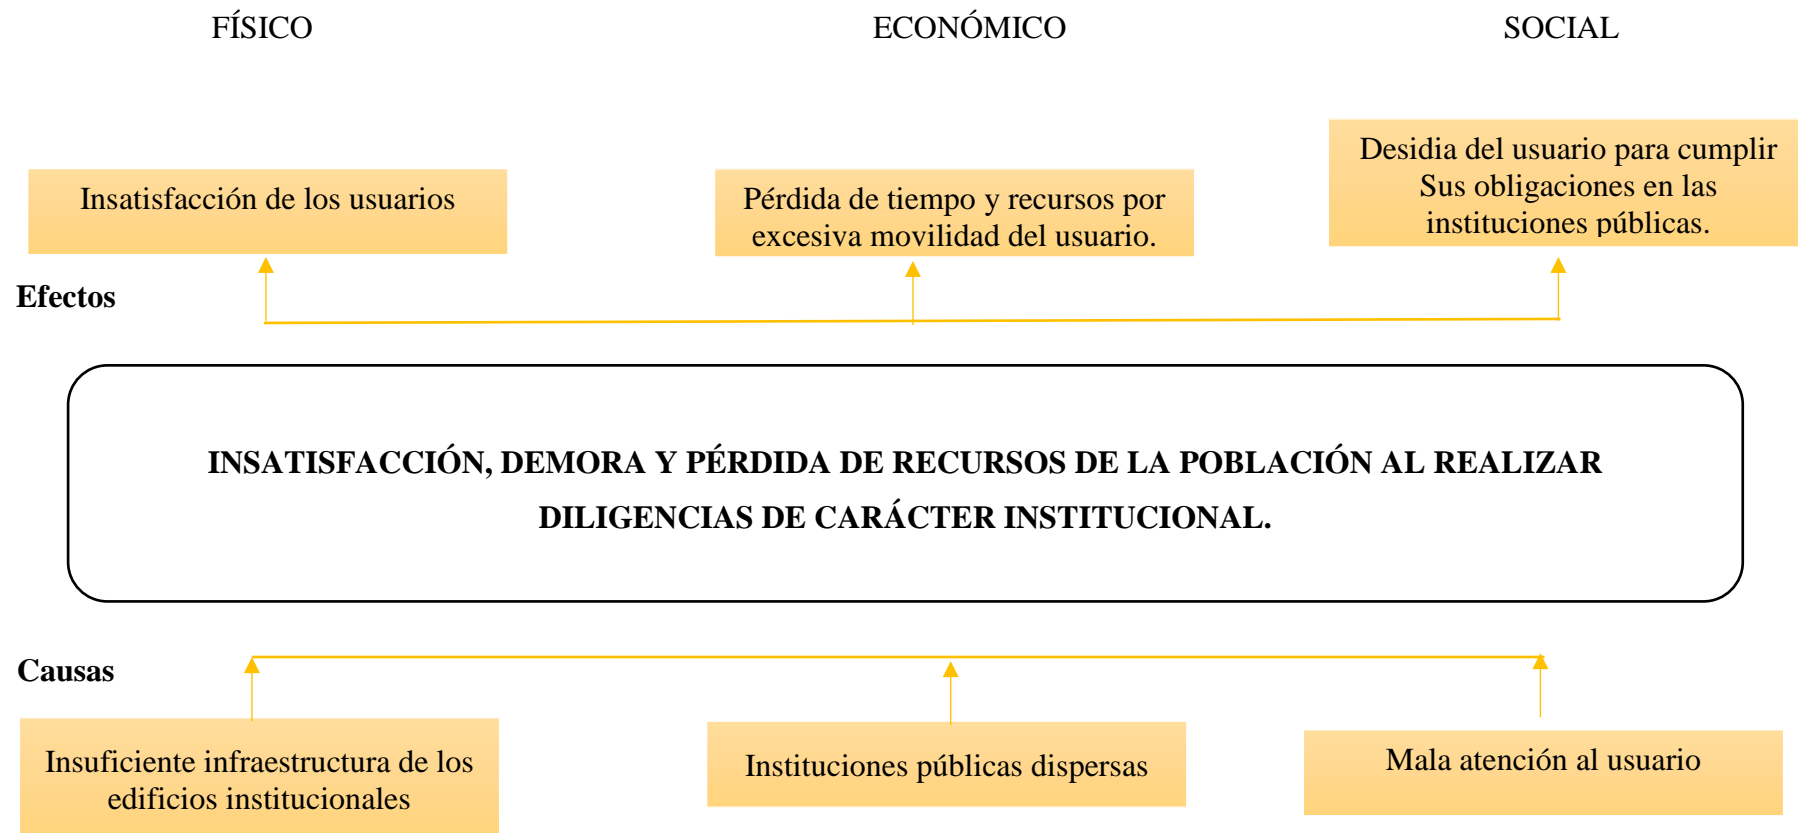 FÍSICO
ECONÓMICO
SOCIAL
Insatisfacción de los usuarios
Pérdida de tiempo y recursos por
excesiva movilidad del usuario.
Desidia del usuario para cumplir
Sus obligaciones en las
instituciones públicas.
Efectos
INSATISFACCIÓN, DEMORA Y PÉRDIDA DE RECURSOS DE LA POBLACIÓN AL REALIZAR
DILIGENCIAS DE CARÁCTER INSTITUCIONAL.
Causas
Insuficiente infraestructura de los
edificios institucionales
Instituciones públicas dispersas
Mala atención al usuario